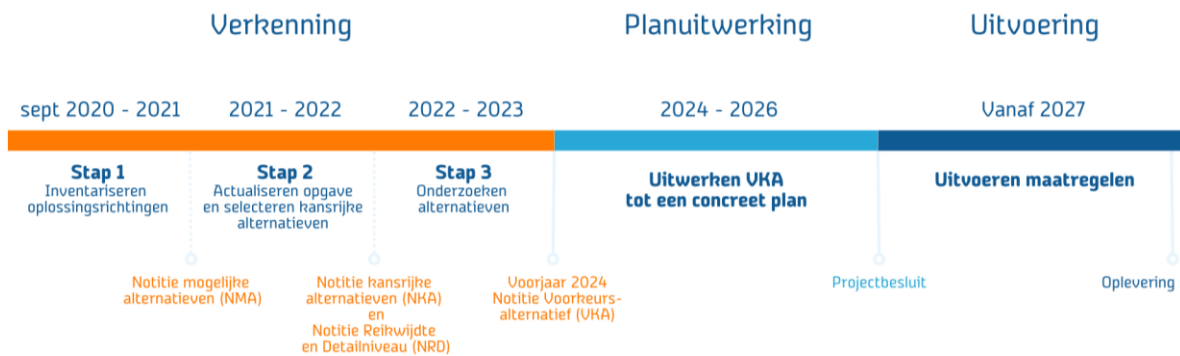 Verkenning
Planuitwerking
Uitvoering
sept 2020 - 2021
2021 - 2022
2022 - 2023
2024 - 2026
Vanaf 2027
Stap 1
Inventariseren
oplossingsrichtingen
Stap 2
Actualiseren opgave
en selecteren kansrijke
alternatieven
Stap 3
Onderzoeken
alternatieven
Uitwerken VKA
tot een concreet plan
Uitvoeren maatregelen
Notitie mogelijke
alternatieven (NMA)
Notitie kansrijke
alternatieven (NKA)
en
Notitie Reikwijdte
en Detailniveau (NRD)
Voorjaar 2024
Notitie Voorkeurs-
alternatief (VKA)
Projectbesluit
Oplevering